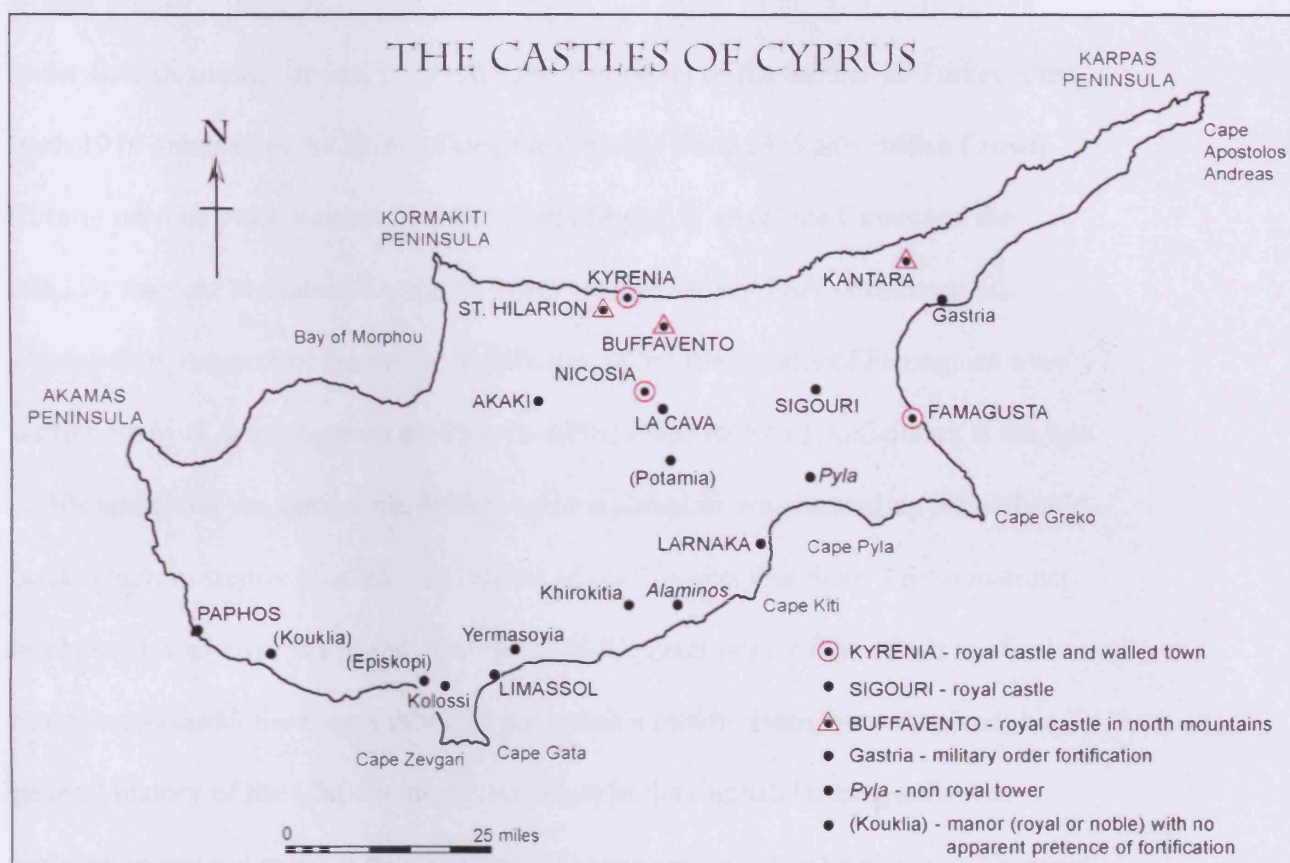 THE CASTLES OF CYPRUS
KARPAS
PENINSULA
N
Cape
Apostolos
Andreas
KORMAKITI
PENINSULA
KYRENIA
KANTARA
ST. HILARION
Gastria
Bay of Morphou
BUFFAVENTO
NICOSIA
AKAMAS
PENINSULA
AKAKI
SIGOURI
LA CAVA
FAMAGUSTA
(Potamia)
Pyla
Cape Greko
LARNAKA
Cape Pyla
Khirokitia
Alaminos
Cape Kiti
PAPHOS
(Kouklia)
Yermasoyia
(Episkopi)
Kolossi
LIMASSOL
Cape Gata
Cape Zevgari
KYRENIA - royal castle and walled town
SIGOURI - royal castle
BUFFAVENTO - royal castle in north mountains
Gastria - military order fortification
Pyla - non royal tower
(Kouklia) - manor (royal or noble) with no
apparent pretence of fortification
0 25 miles